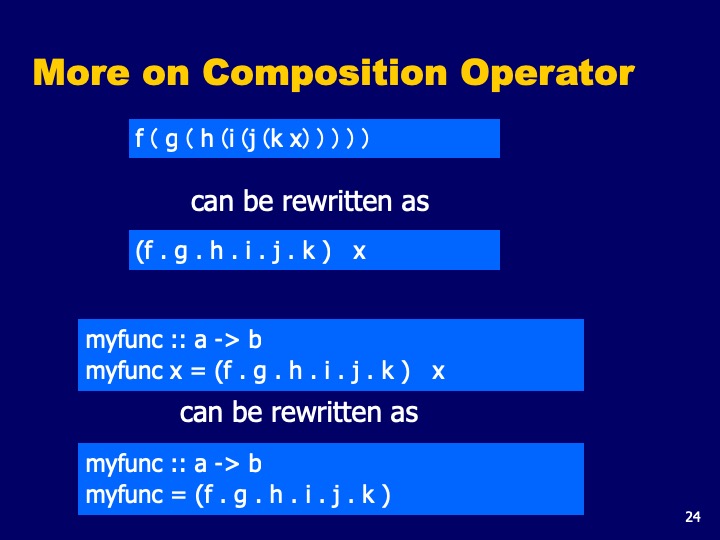 More on Composition Operator
f ( g ( h (i (j (k x) ) ) ) )
can be rewritten as
(f . g . h . i . j . k ) x
myfunc :: a -> b
myfunc x = (f . g . h . i . j . k ) x
can be rewritten as
myfunc :: a -> b
myfunc = (f . g . h . i . j . k )
24